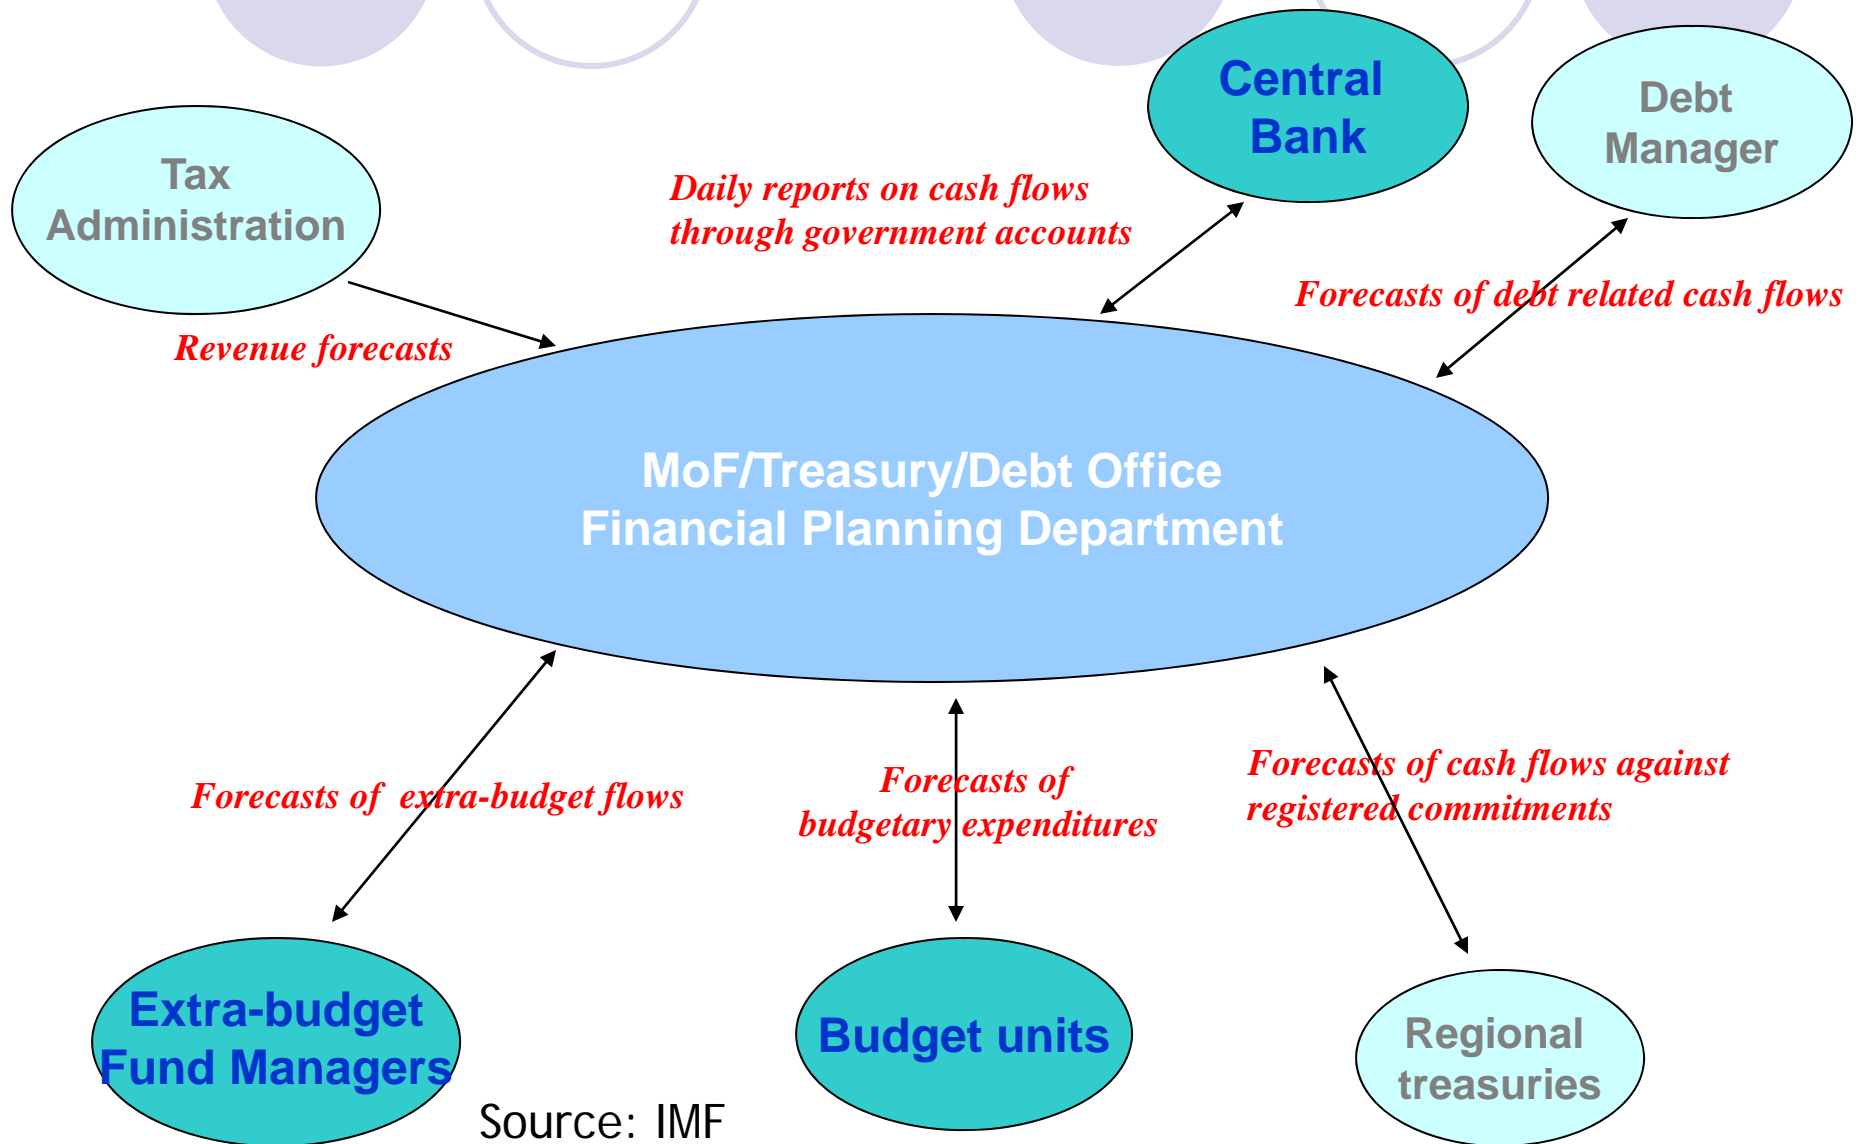 Central
Bank
Debt
Manager
Tax
Administration
Daily reports on cash flows
through government accounts
Forecasts of debt related cash flows
Revenue forecasts
MoF/Treasury/Debt Office
Financial Planning Department
Forecasts of extra-budget flows
Forecasts of
budgetary expenditures
Forecasts of cash flows against
registered commitments
Extra-budget
Fund Managers
Budget units
Regional
treasuries
Source: IMF